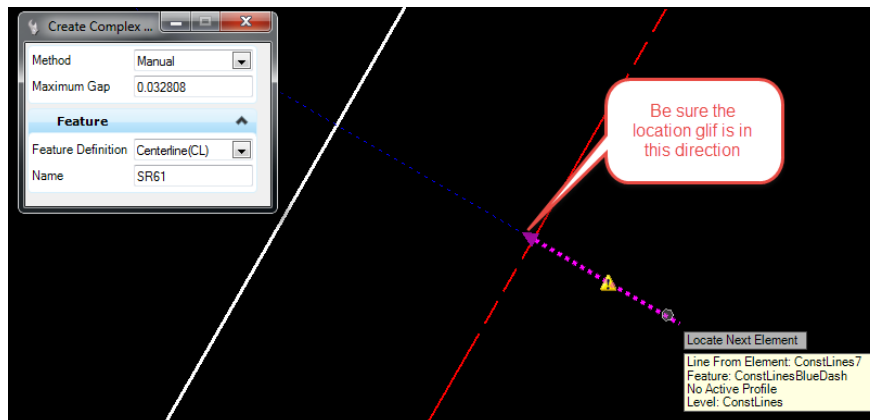 Create Complex ...
Method
Manual
Maximum Gap
0.032808
Feature
Feature Definition
Centerline(CL)
Name
SR61
Be sure the
location glif is in
this direction
Locate Next Element
Line From Element: ConstLines7
Feature: ConstLinesBlueDash
No Active Profile
Level: ConstLines